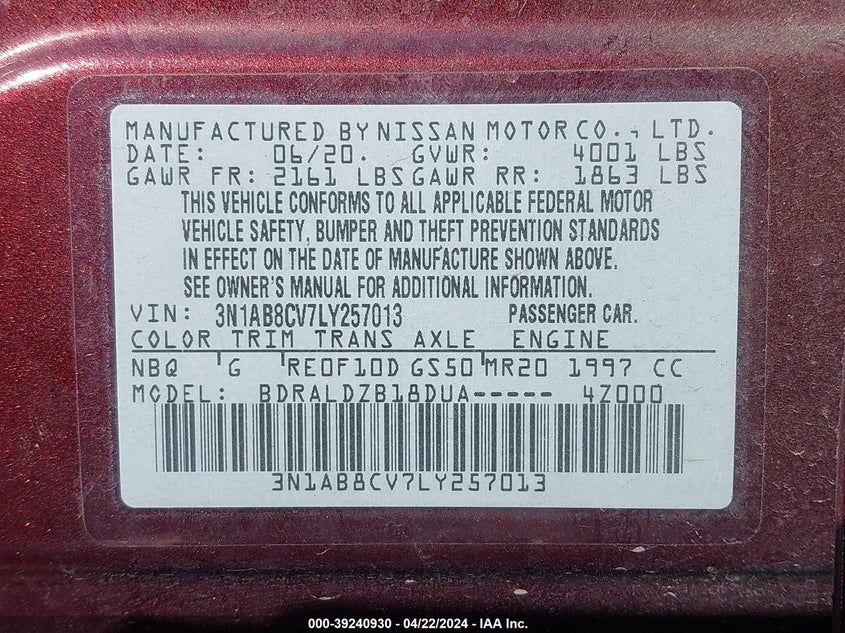 MANUFACTURED BY NISSAN MOTOR CO., LTD.
DATE: 06/20. GVWR: 4001 LBS
GAWR FR: 2161 LBS GAWR RR: 1863 LBS
THIS VEHICLE CONFORMS TO ALL APPLICABLE FEDERAL MOTOR
VEHICLE SAFETY, BUMPER AND THEFT PREVENTION STANDARDS
IN EFFECT ON THE DATE OF MANUFACTURE SHOWN ABOVE.
SEE OWNER'S MANUAL FOR ADDITIONAL INFORMATION.
VIN: 3N1AB8CV7LY257013 PASSENGER CAR.
COLOR TRIM TRANS AXLE ENGINE
NBQ G RE0F10D GS50 MR20 1997 CC
MODEL: BDRALDZB18DUA----- 4Z000
3N1AB8CV7LY257013
000-39240930 - 04/22/2024 - IAA Inc.